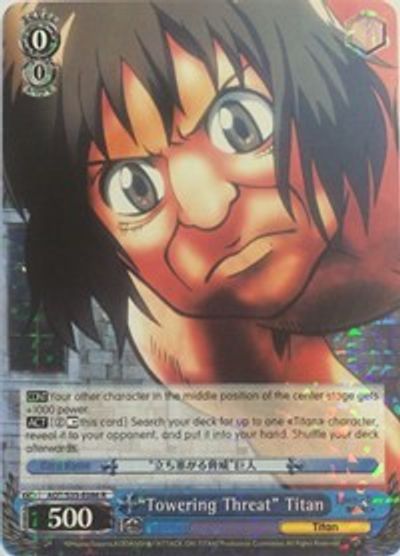 0
0
CONT Your other character in the middle position of the center stage gets
+1000 power.
ACT [② this card] Search your deck for up to one «Titan» character,
reveal it to your opponent, and put it into your hand. Shuffle your deck
afterwards.
"立ち塞がる脅威"巨人
500
"Towering Threat" Titan
Titan